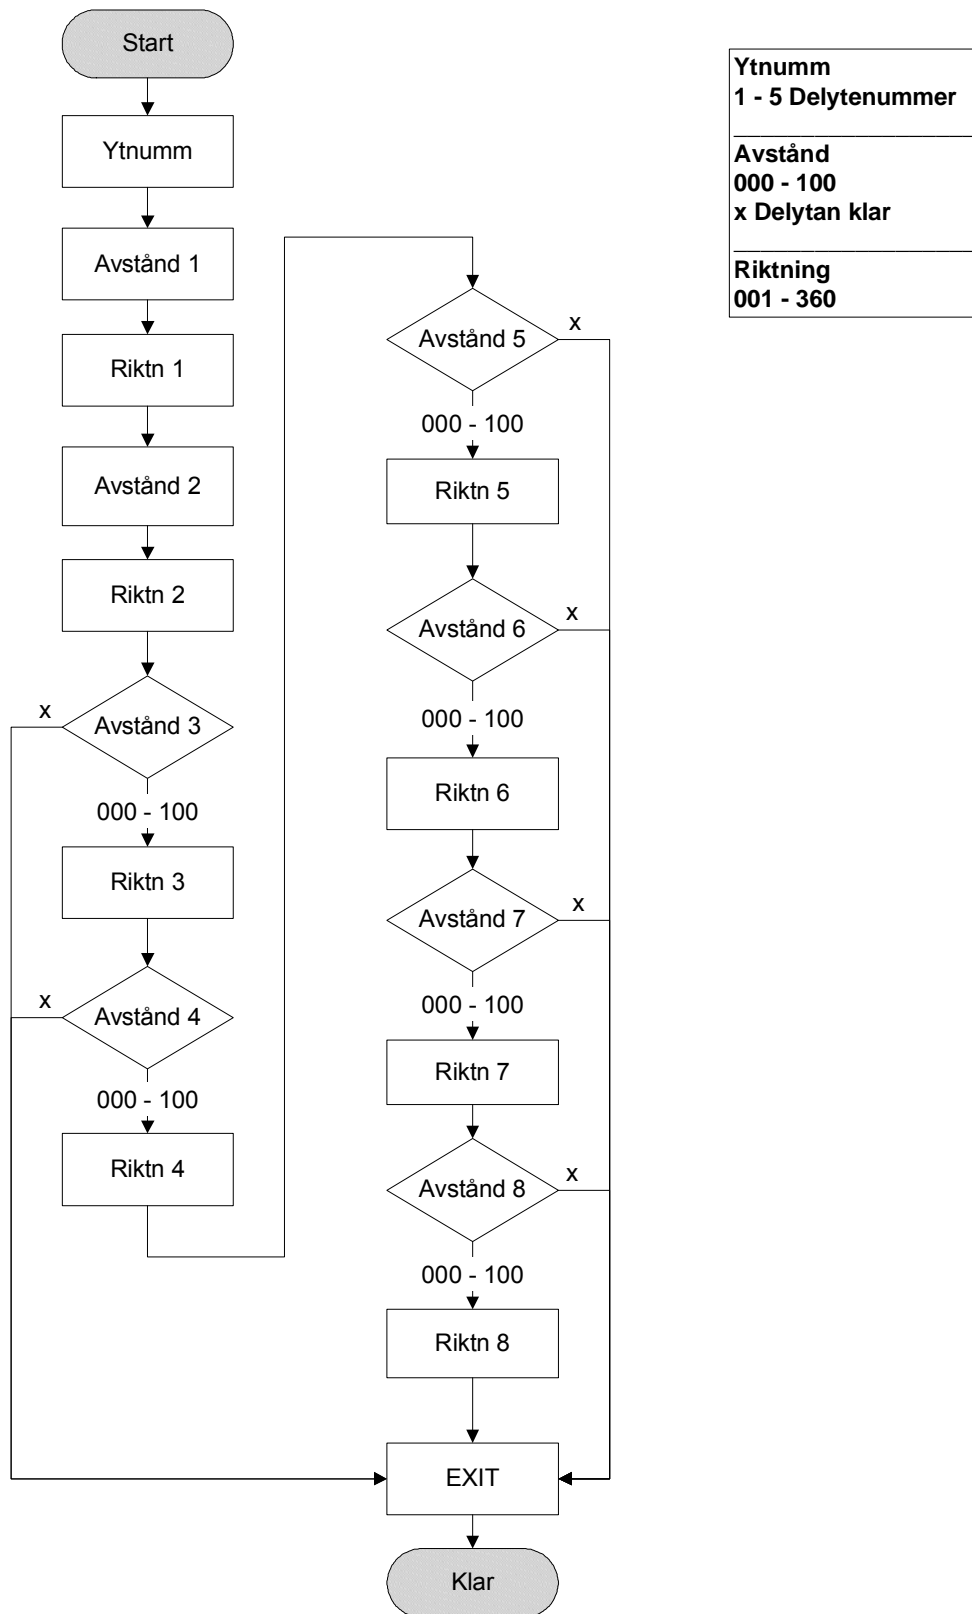 Start
Ytnumm
Avstånd 1
Riktn 1
Avstånd 2
Riktn 2
x
Avstånd 3
000 - 100
Riktn 3
x
Avstånd 4
000 - 100
Riktn 4
Avstånd 5
x
000 - 100
Riktn 5
Avstånd 6
x
000 - 100
Riktn 6
Avstånd 7
x
000 - 100
Riktn 7
Avstånd 8
x
000 - 100
Riktn 8
EXIT
Klar
Ytnumm
1 - 5 Delytenummer
Avstånd
000 - 100
x Delytan klar
Riktning
001 - 360